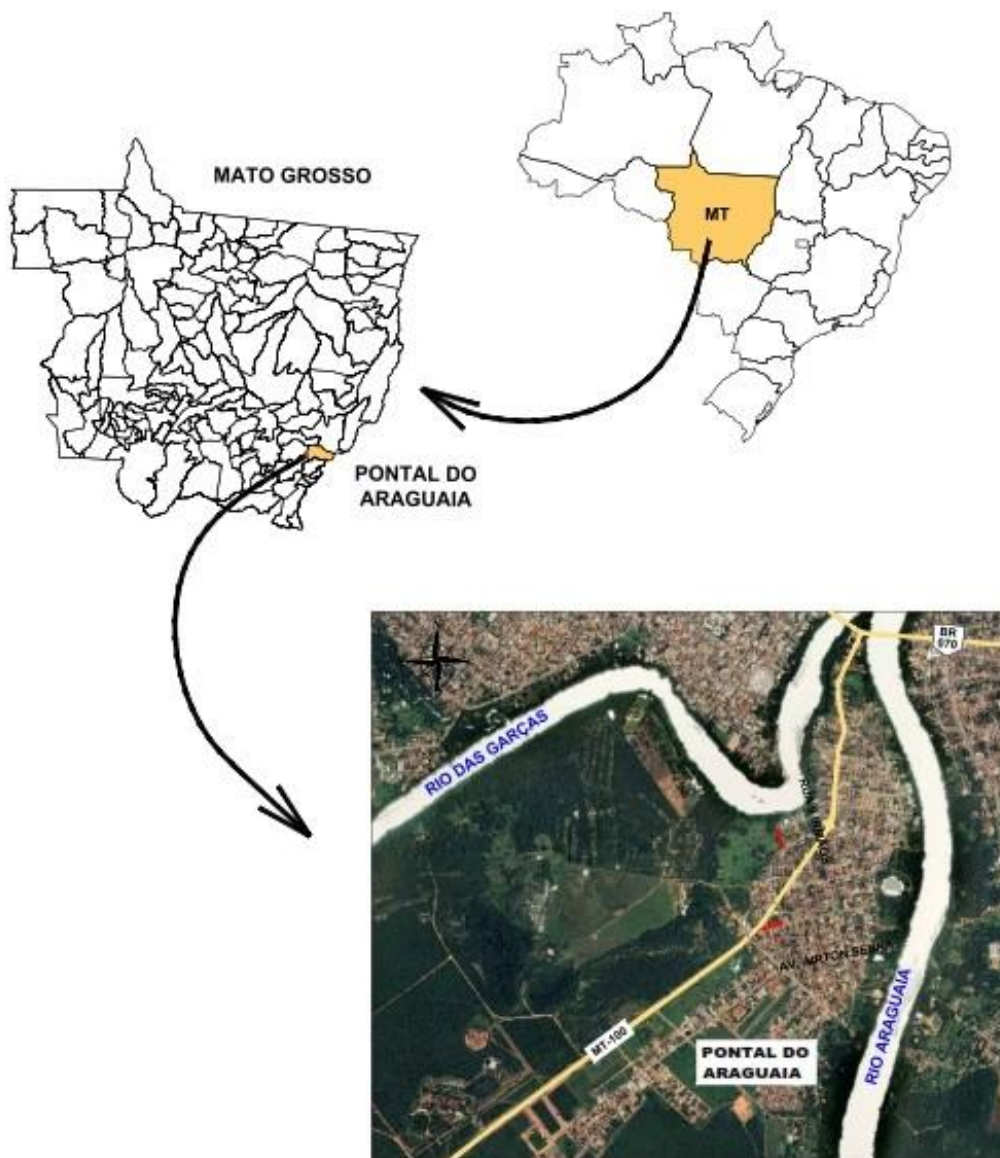 MATO GROSSO
MT
PONTAL DO
ARAGUAIA
BR
070
RIO DAS GARÇAS
MT-100
PONTAL DO
ARAGUAIA
RIO ARAGUAIA